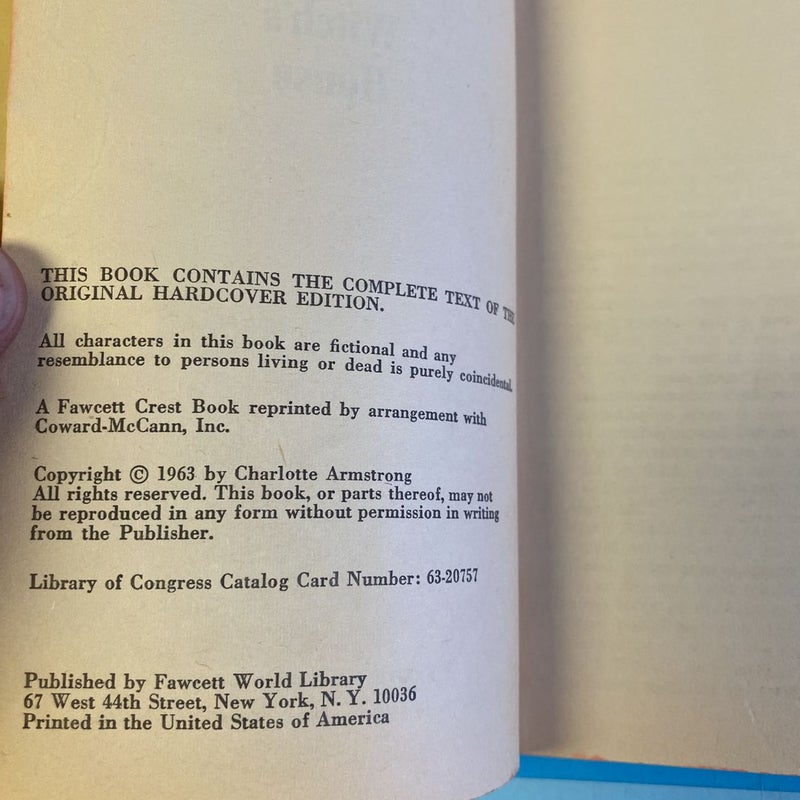 THIS BOOK CONTAINS THE COMPLETE TEXT OF THE
ORIGINAL HARDCOVER EDITION.
All characters in this book are fictional and any
resemblance to persons living or dead is purely coincidental.
A Fawcett Crest Book reprinted by arrangement with
Coward-McCann, Inc.
Copyright © 1963 by Charlotte Armstrong
All rights reserved. This book, or parts thereof, may not
be reproduced in any form without permission in writing
from the Publisher.
Library of Congress Catalog Card Number: 63-20757
Published by Fawcett World Library
67 West 44th Street, New York, N. Y. 10036
Printed in the United States of America